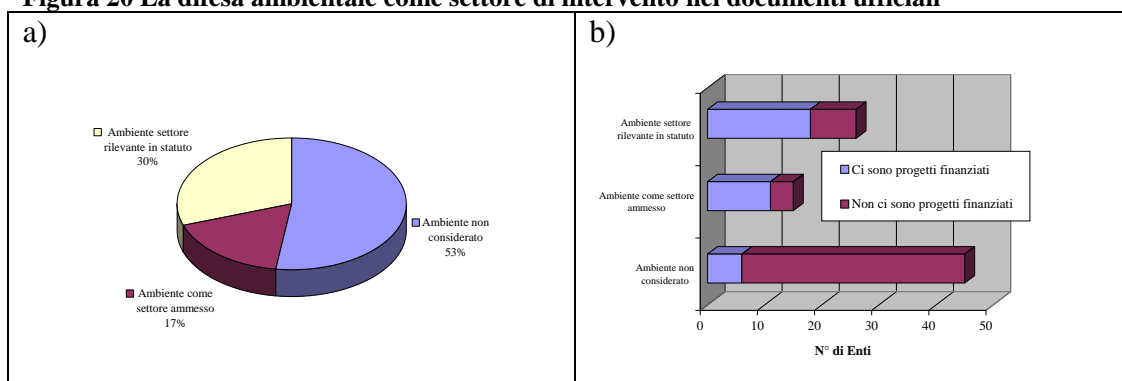 Figura 20 La difesa ambientale come settore di intervento nei documenti ufficiali
a)
Ambiente settore
rilevante in statuto
30%
Ambiente non
considerato
53%
Ambiente come
settore ammesso
17%
b)
Ambiente settore
rilevante in statuto
Ambiente come settore
ammesso
Ambiente non
considerato
Ci sono progetti finanziati
Non ci sono progetti finanziati
0 10 20 30 40 50
N° di Enti